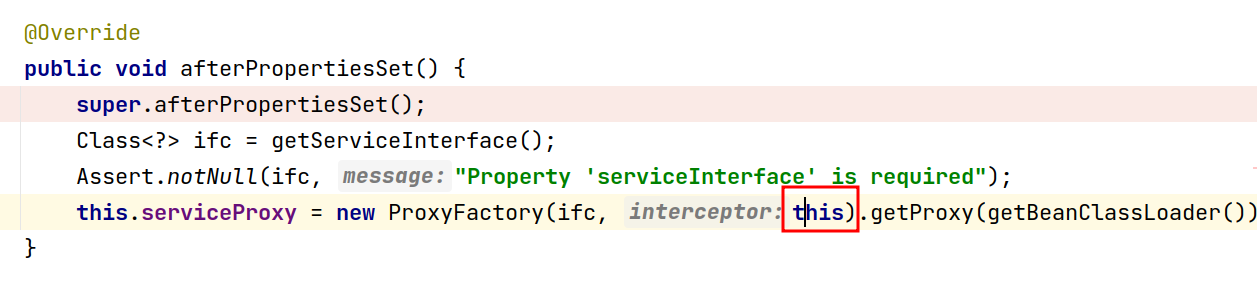 @Override
public void afterPropertiesSet() {
super.afterPropertiesSet();
Class<?> ifc = getServiceInterface();
Assert.notNull(ifc, message: "Property 'serviceInterface' is required");
this.serviceProxy = new ProxyFactory(ifc, interceptor: this).getProxy(getBeanClassLoader())
}